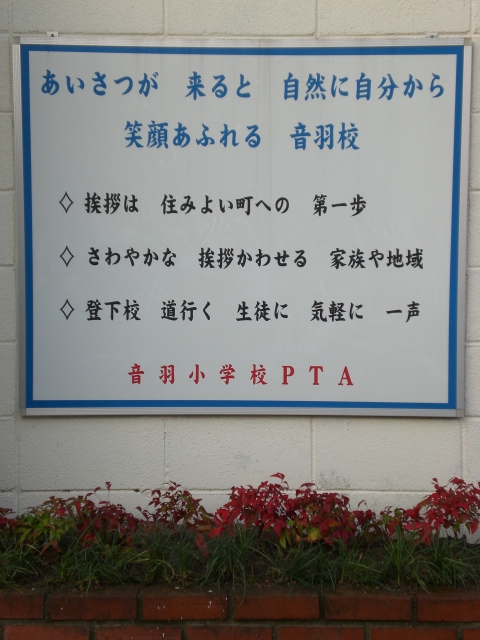 あいさつが　来ると　自然に自分から
笑顔あふれる　音羽校
◇ 挨拶は　住みよい町への　第一歩
◇ さわやかな　挨拶かわせる　家族や地域
◇ 登下校　道行く　生徒に　気軽に　一声
音羽小学校ＰＴＡ